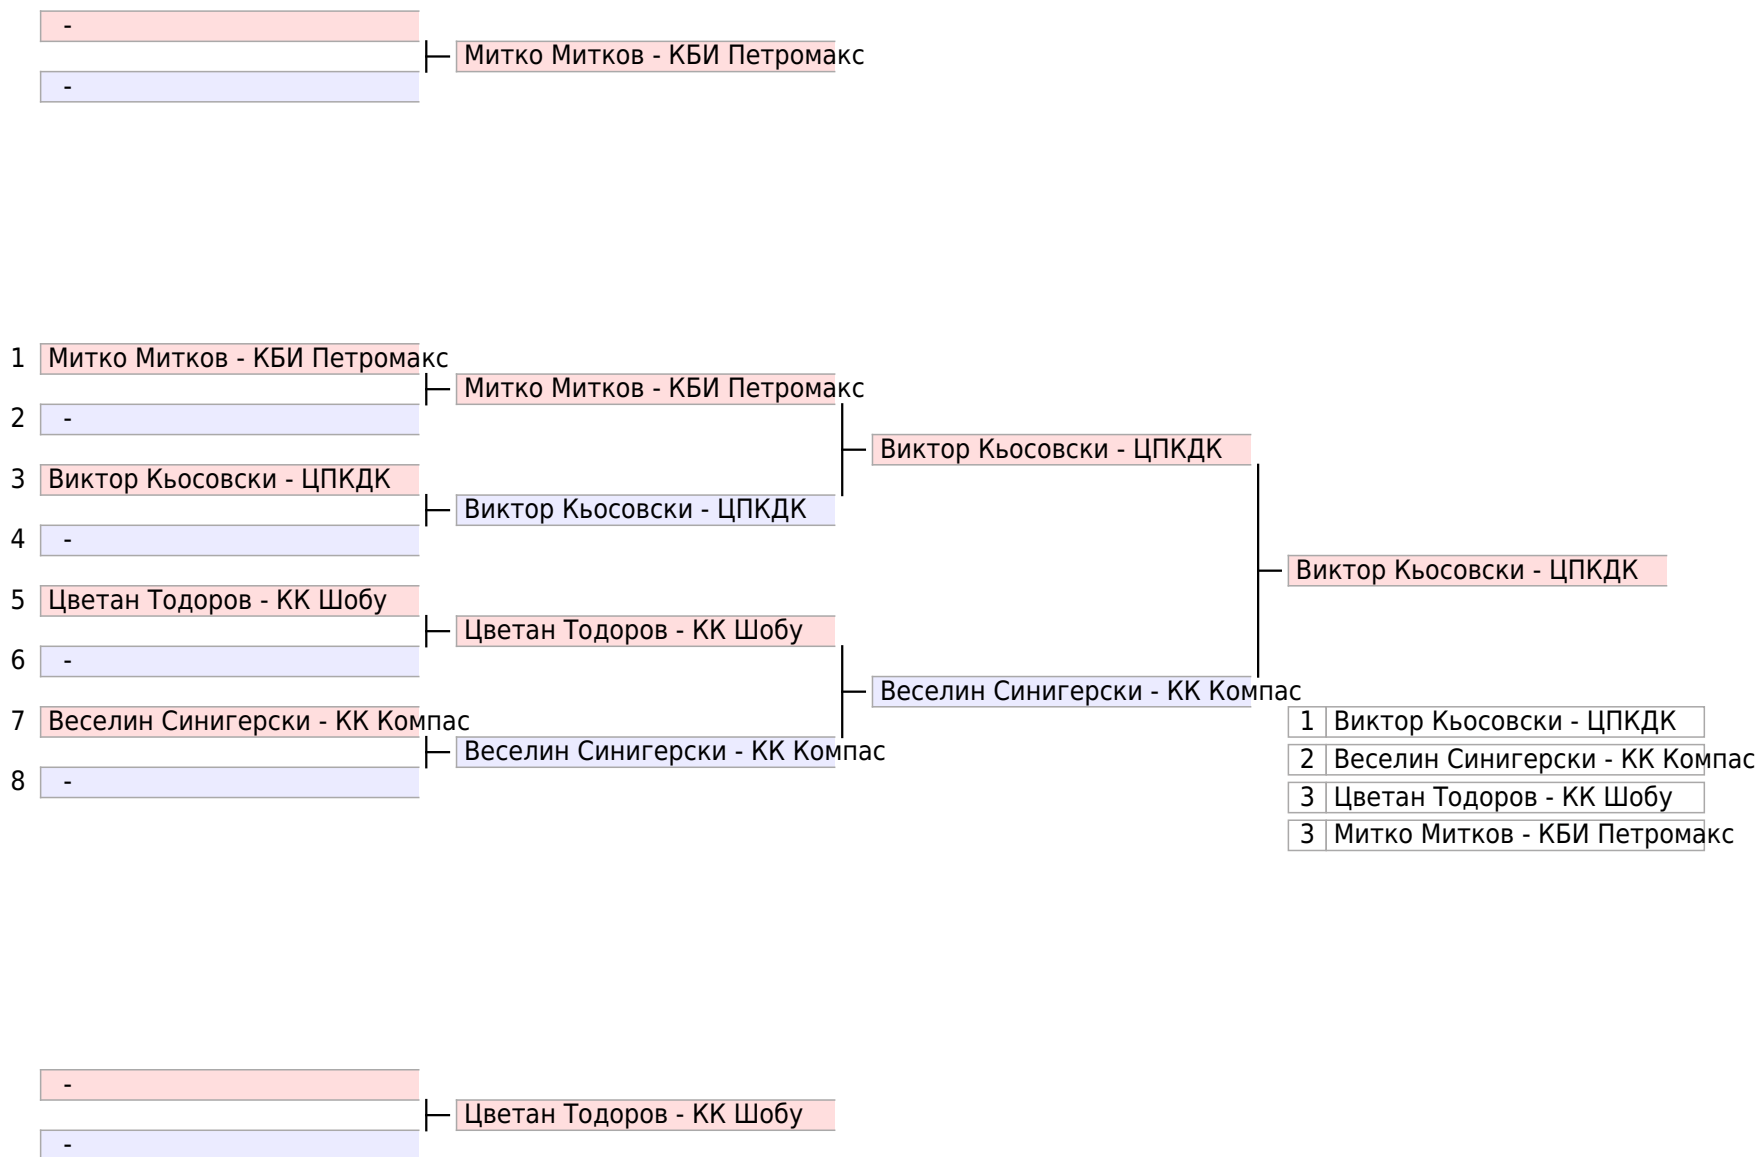 -
Митко Митков - КБИ Петромакс
-
1 Митко Митков - КБИ Петромакс
Митко Митков - КБИ Петромакс
2 -
Виктор Кьосовски - ЦПКДК
3 Виктор Кьосовски - ЦПКДК
Виктор Кьосовски - ЦПКДК
4 -
Виктор Кьосовски - ЦПКДК
5 Цветан Тодоров - КК Шобу
Цветан Тодоров - КК Шобу
6 -
Веселин Синигерски - КК Компас
7 Веселин Синигерски - КК Компас
Веселин Синигерски - КК Компас
8 -
1 Виктор Кьосовски - ЦПКДК
2 Веселин Синигерски - КК Компас
3 Цветан Тодоров - КК Шобу
3 Митко Митков - КБИ Петромакс
-
Цветан Тодоров - КК Шобу
-